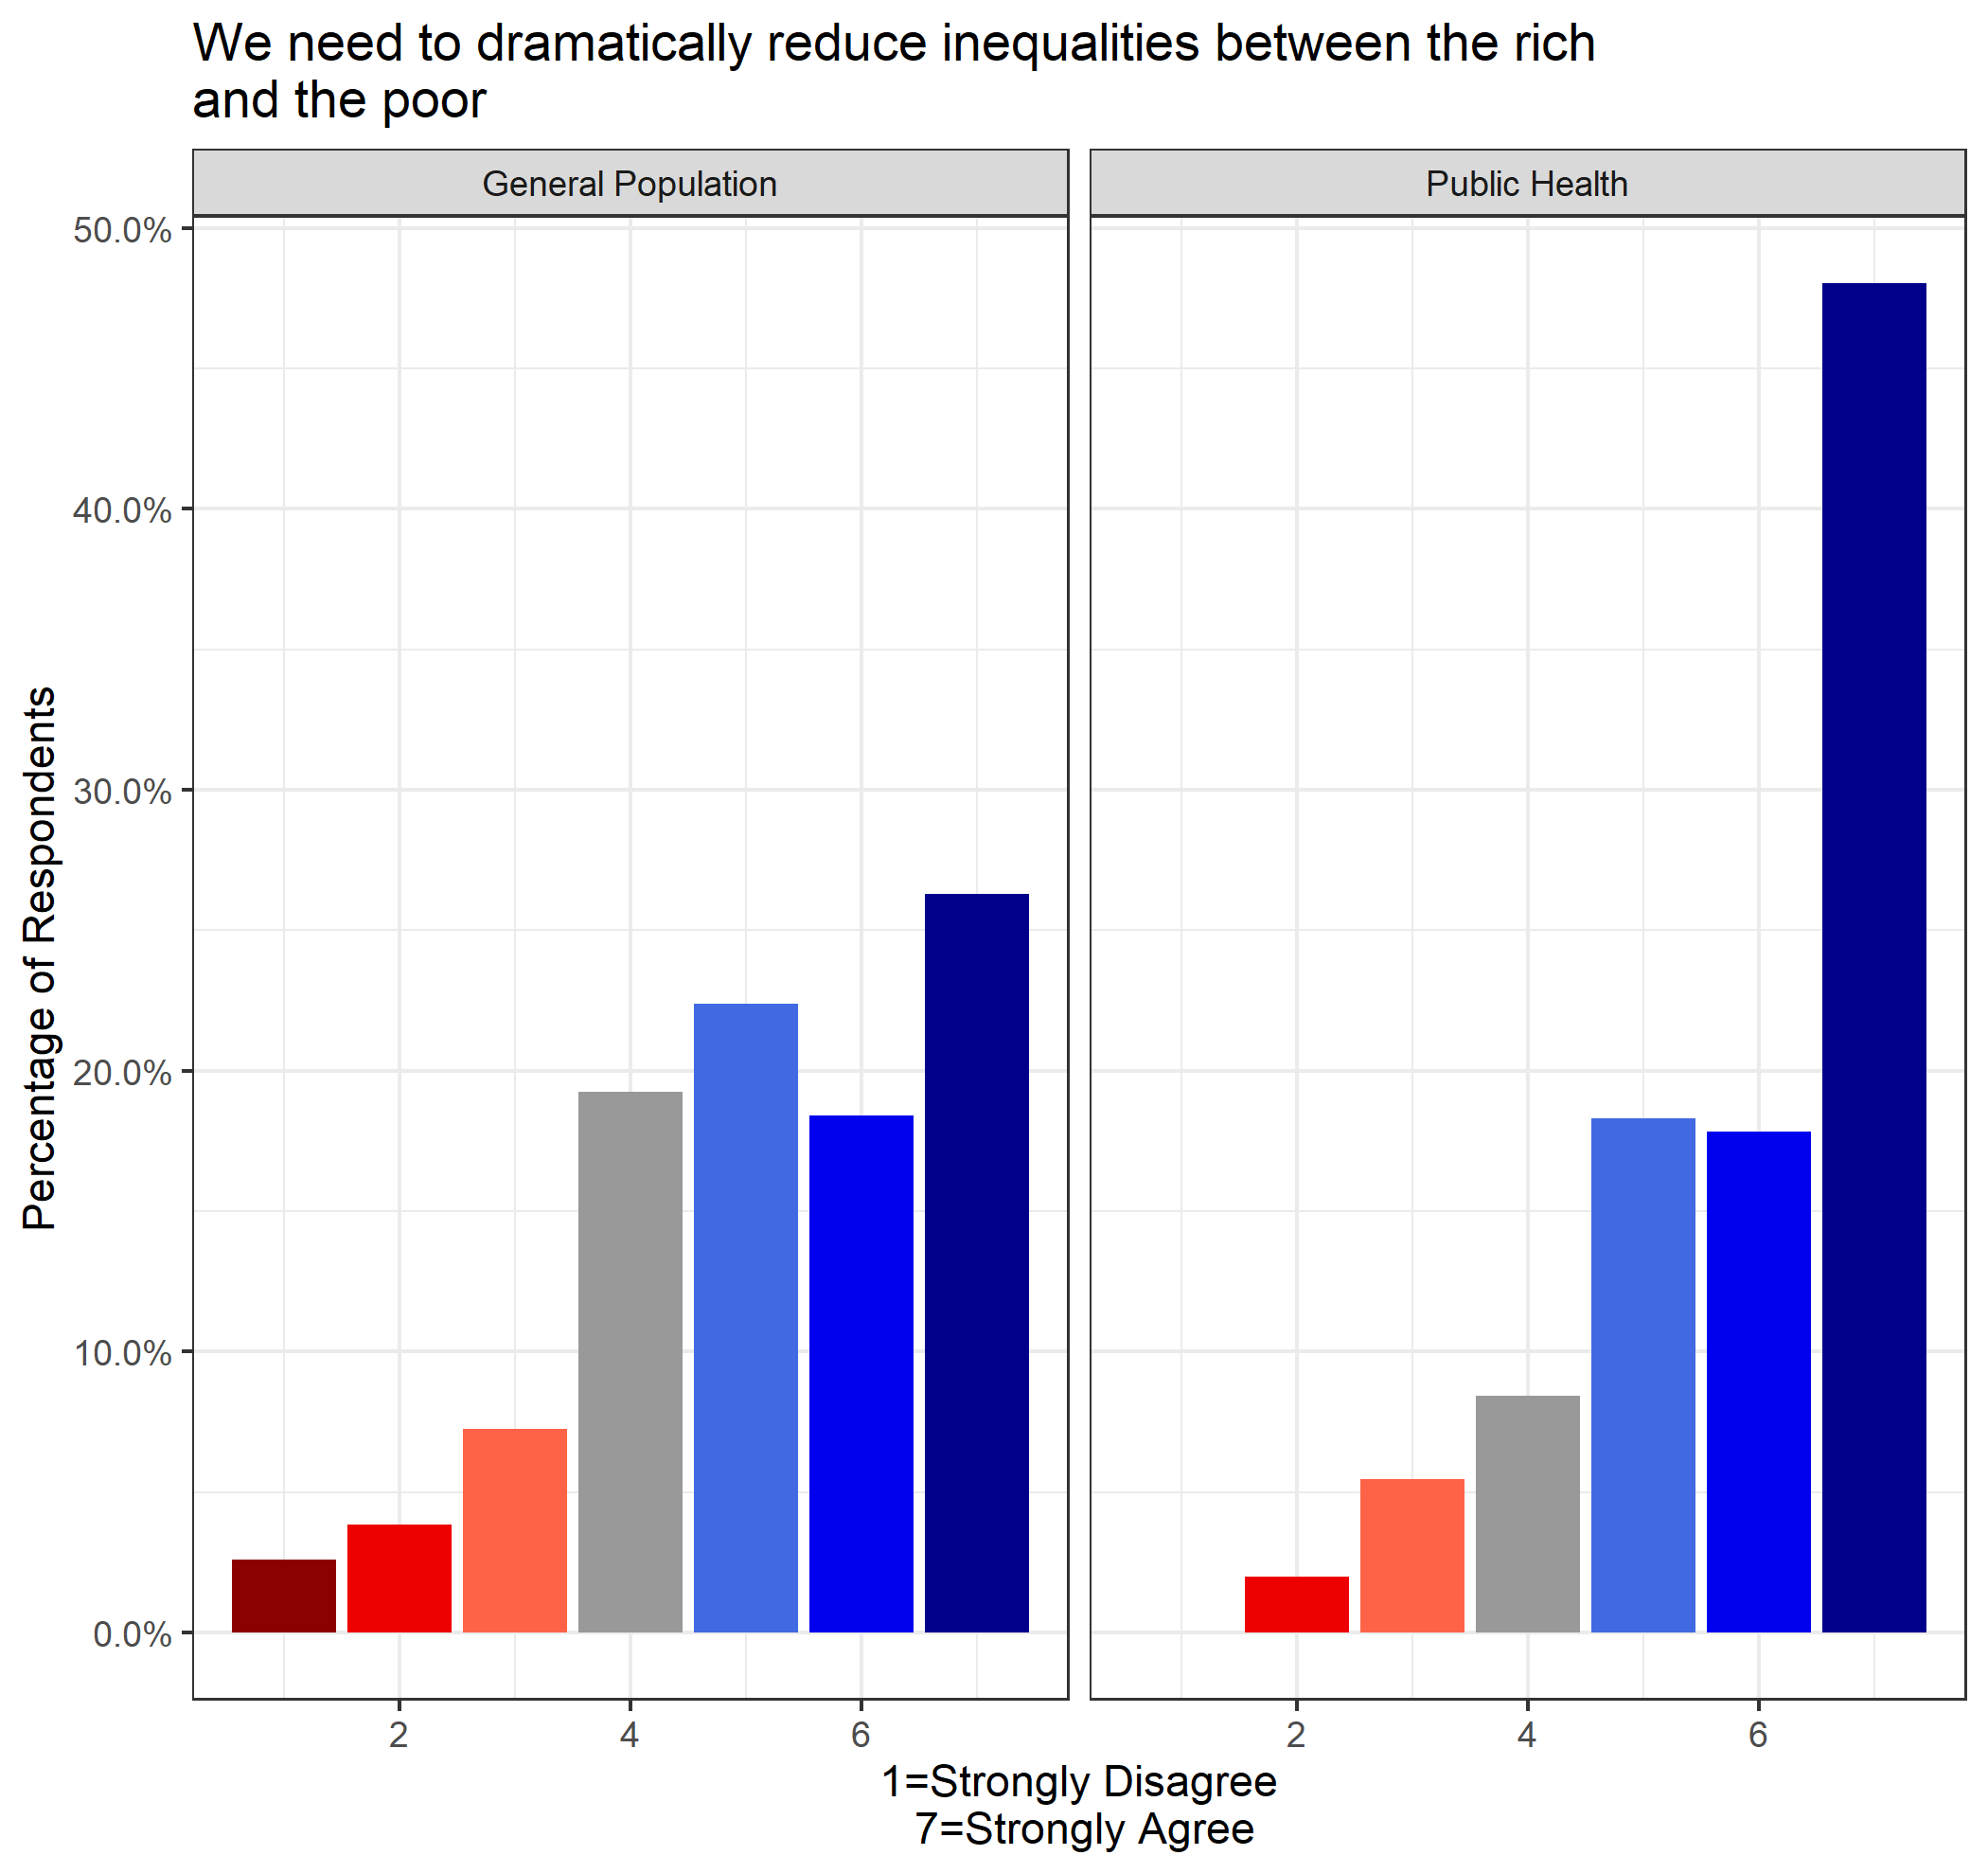 We need to dramatically reduce inequalities between the rich
and the poor
General Population
Public Health
50.0%
40.0%
30.0%
20.0%
10.0%
0.0%
Percentage of Respondents
2 4 6
2 4 6
1=Strongly Disagree
7=Strongly Agree